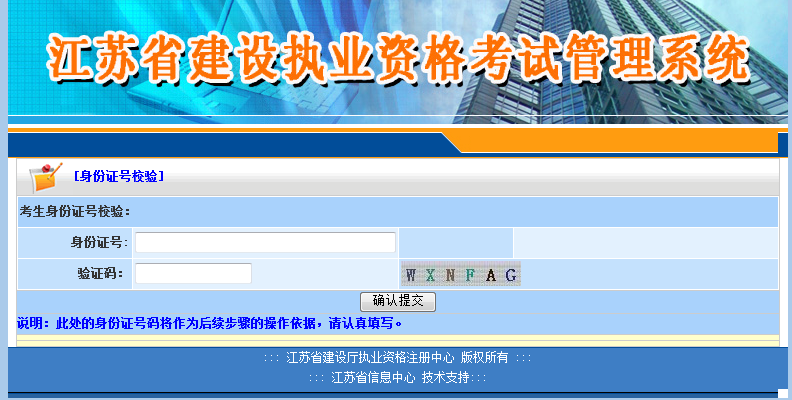 江苏省建设执业资格考试管理系统
[身份证号校验]
考生身份证号校验：
身份证号:
验证码： WXNFAG
确认提交
说明：此处的身份证号码将作为后续步骤的操作依据，请认真填写。
::: 江苏省建设厅执业资格注册中心 版权所有 :::
::: 江苏省信息中心 技术支持:::